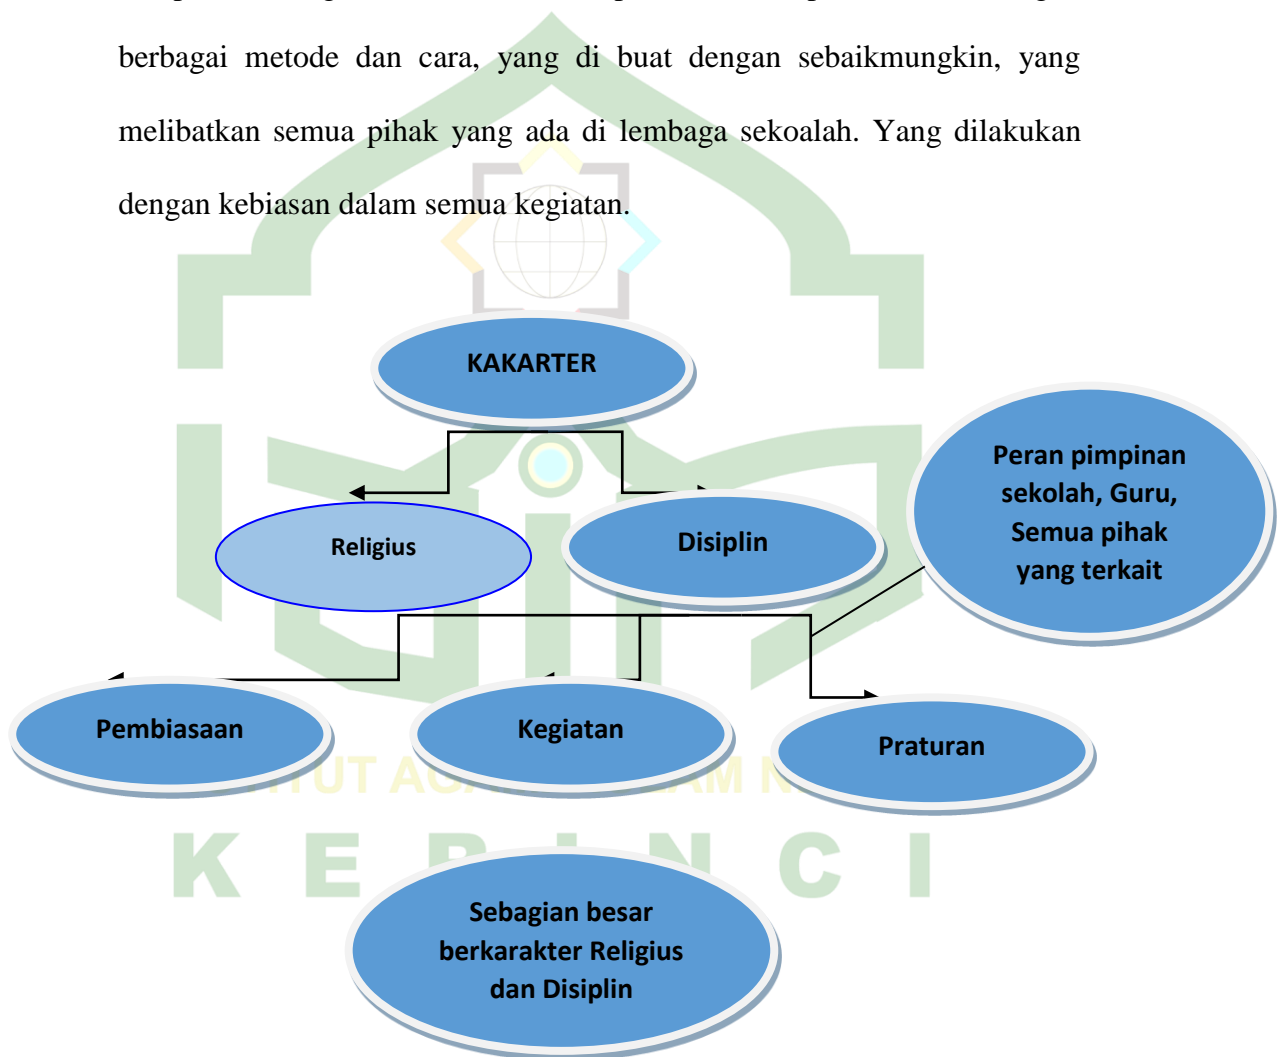 berbagai metode dan cara, yang di buat dengan sebaikmungkin, yang
melibatkan semua pihak yang ada di lembaga sekoalah. Yang dilakukan
dengan kebiasan dalam semua kegiatan.
KAKARTER
Religius
Disiplin
Peran pimpinan
sekolah, Guru,
Semua pihak
yang terkait
Pembiasaan
Kegiatan
Praturan
KERINCI
Sebagian besar
berkarakter Religius
dan Disiplin